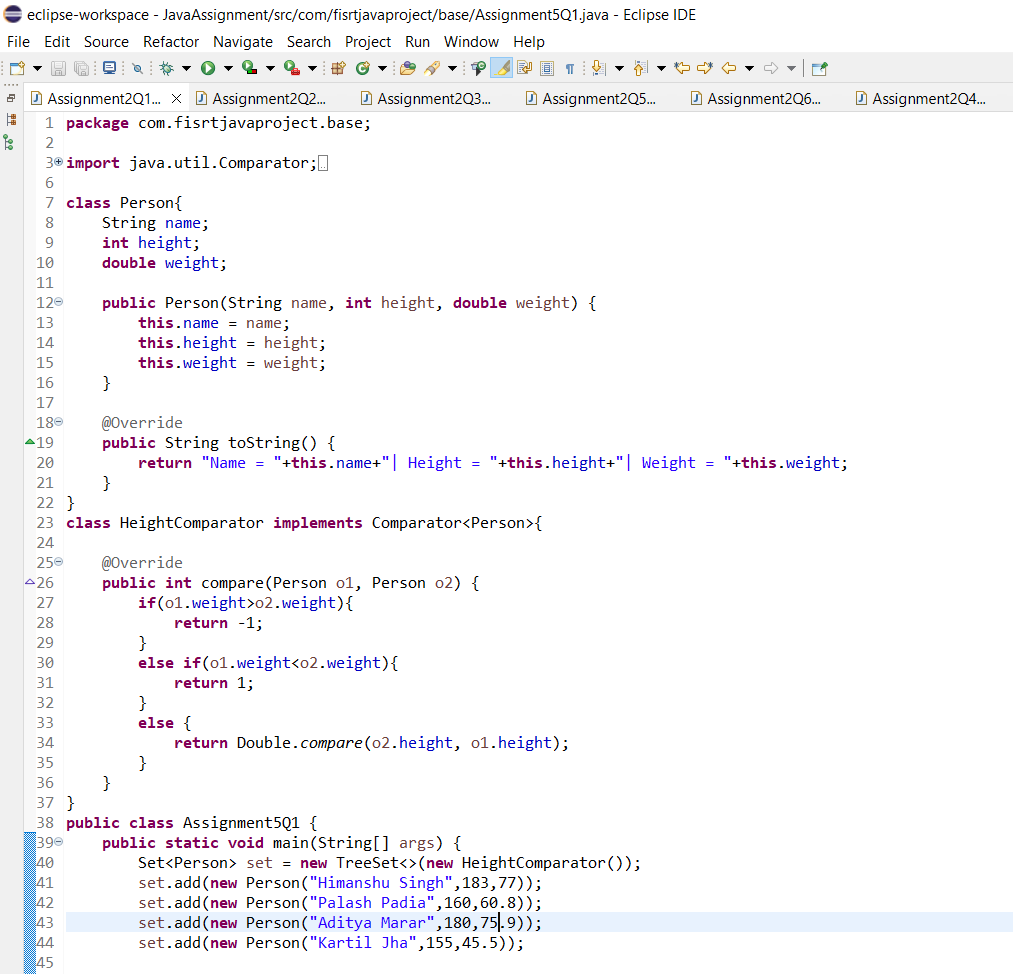 eclipse-workspace - JavaAssignment/src/com/fisrtjavaproject/base/Assignment5Q1.java - Eclipse IDE
File Edit Source Refactor Navigate Search Project Run Window Help
Assignment2Q1... Assignment2Q2... Assignment2Q3... Assignment2Q5... Assignment2Q6... Assignment2Q4...
1 package com.fisrtjavaproject.base;
2
3 import java.util.Comparator;
6
7 class Person{
8 String name;
9 int height;
10 double weight;
11
12 public Person(String name, int height, double weight) {
13 this.name = name;
14 this.height = height;
15 this.weight = weight;
16 }
17
18 @Override
19 public String toString() {
20 return "Name = "+this.name+"| Height = "+this.height+"| Weight = "+this.weight;
21 }
22 }
23 class HeightComparator implements Comparator<Person>{
24
25 @Override
26 public int compare(Person o1, Person o2) {
27 if(o1.weight>o2.weight){
28 return -1;
29 }
30 else if(o1.weight<o2.weight){
31 return 1;
32 }
33 else {
34 return Double.compare(o2.height, o1.height);
35 }
36 }
37 }
38 public class Assignment5Q1 {
39 public static void main(String[] args) {
40 Set<Person> set = new TreeSet<>(new HeightComparator());
41 set.add(new Person("Himanshu Singh",183,77));
42 set.add(new Person("Palash Padia",160,60.8));
43 set.add(new Person("Aditya Marar",180,75.9));
44 set.add(new Person("Kartil Jha",155,45.5));
45